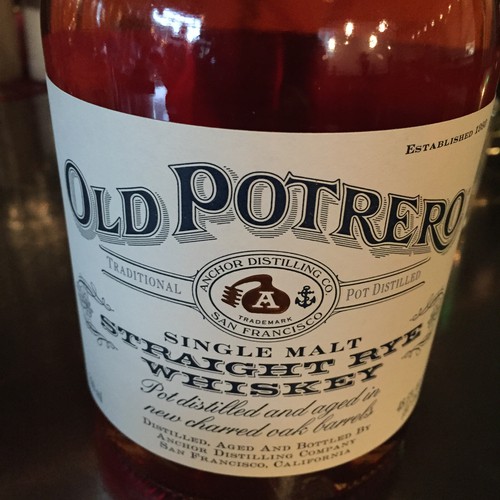 ESTABLISHED
OLD POTRERO
TRADITIONAL
POT DISTILLED
ANCHOR DISTILLING CO
A
TRADEMARK
SAN FRANCISCO
SINGLE MALT
STRAIGHT RYE
WHISKEY
Pot distilled and aged in
new charred oak barrels
DISTILLED, AGED AND BOTTLED BY
ANCHOR DISTILLING COMPANY
SAN FRANCISCO, CALIFORNIA